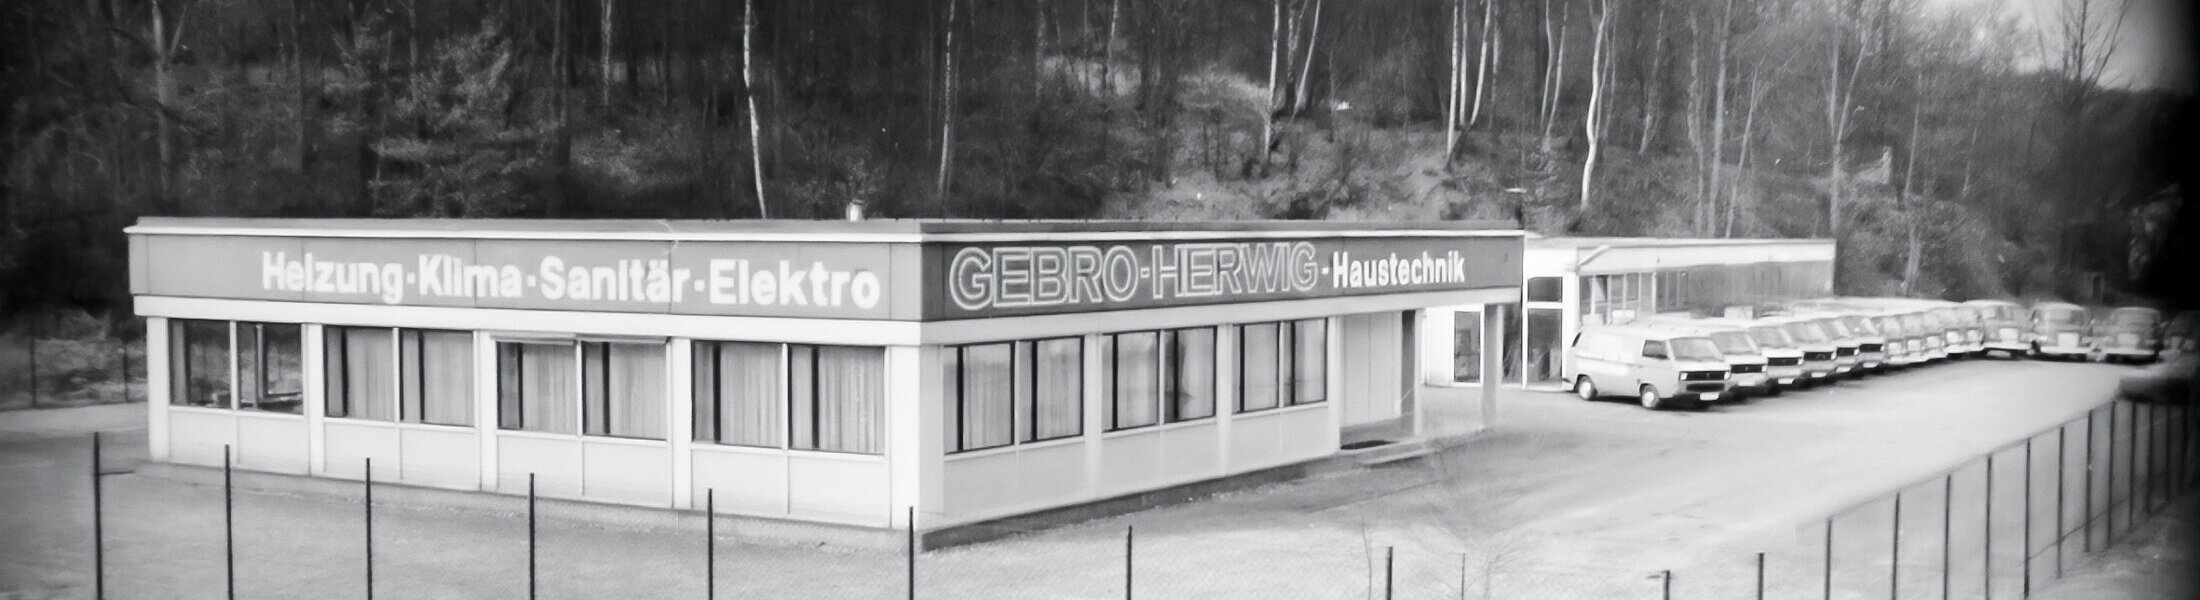 Heizung·Klima·Sanitär·Elektro
GEBRO-HERWIG-Haustechnik